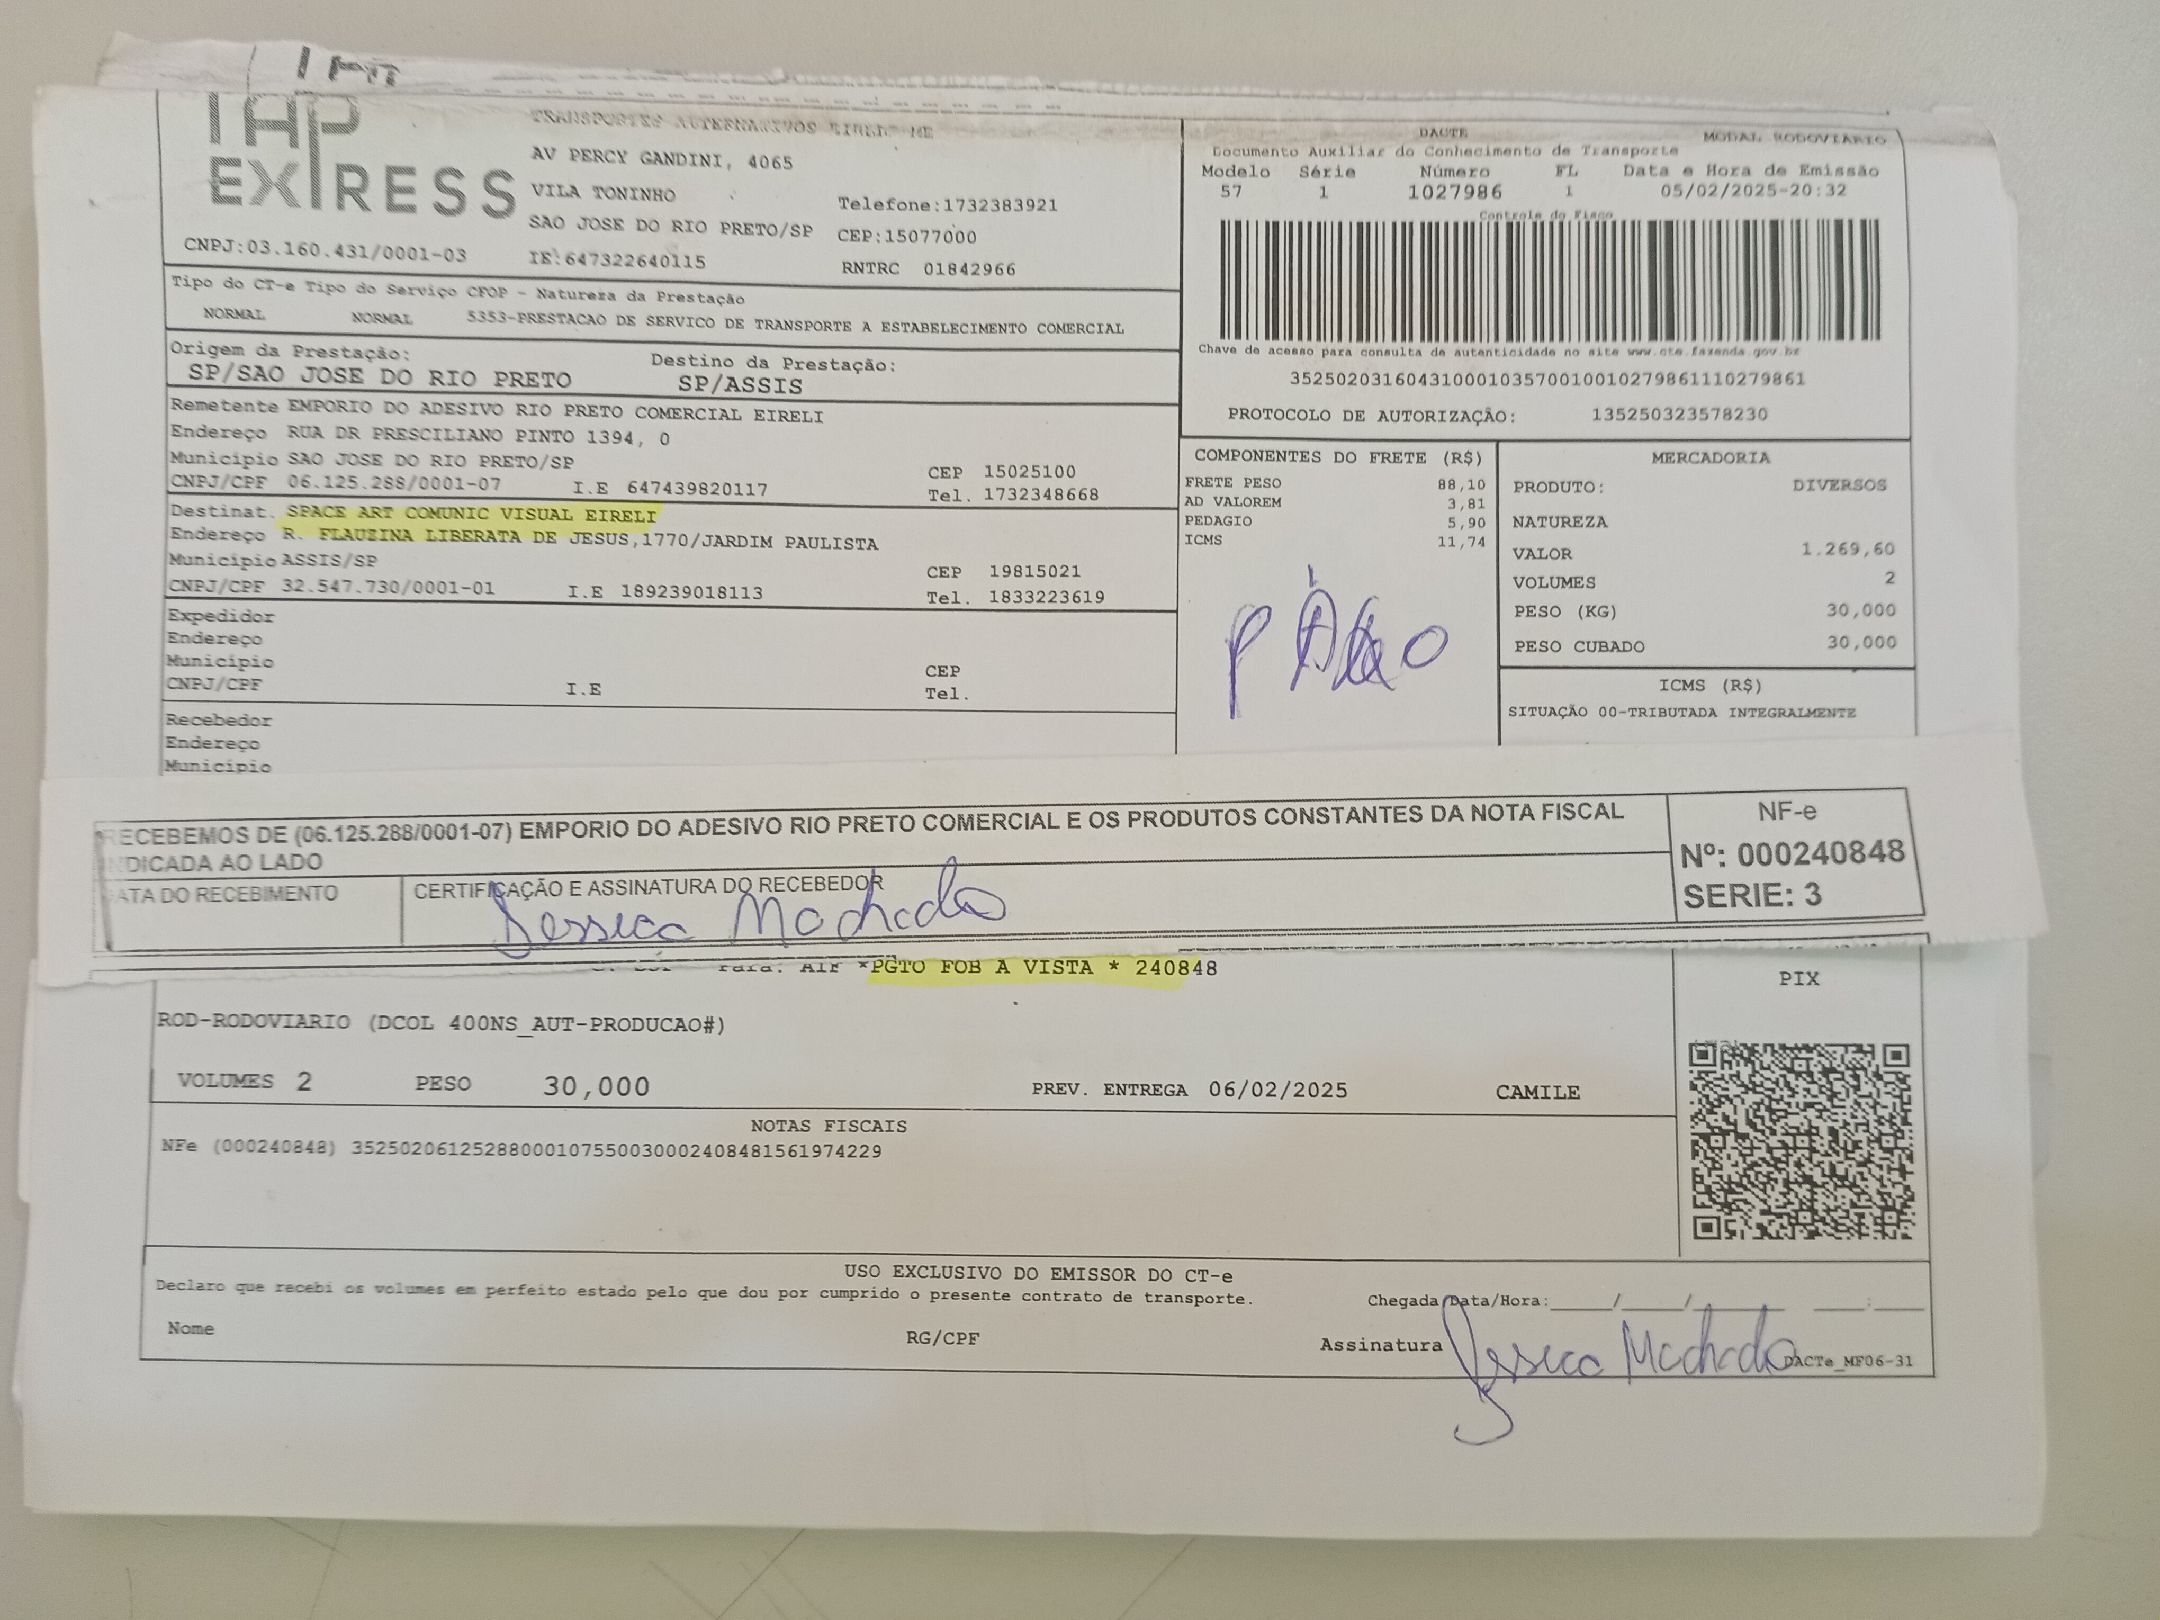 TAP
EXPRESS
TRANSPORTES ALTERNATIVOS EIRELI ME
AV PERCY GANDINI, 4065
VILA TONINHO
Telefone:1732383921
SAO JOSE DO RIO PRETO/SP
CEP:15077000
CNPJ:03.160.431/0001-03
IE:647322640115
RNTRC 01842966
DACTE
MODAL RODOVIARIO
Documento Auxiliar do Conhecimento de Transporte
Modelo Série Número FL Data e Hora de Emissão
57 1 1027986 1 05/02/2025-20:32
Controle do Fisco
Chave de acesso para consulta de autenticidade no site www.cte.fazenda.gov.br
35250203160431000103570010010279861110279861
PROTOCOLO DE AUTORIZAÇÃO: 135250323578230
Tipo do CT-e Tipo do Serviço CFOP - Natureza da Prestação
NORMAL NORMAL 5353-PRESTACAO DE SERVICO DE TRANSPORTE A ESTABELECIMENTO COMERCIAL
Origem da Prestação: Destino da Prestação:
SP/SAO JOSE DO RIO PRETO SP/ASSIS
Remetente EMPORIO DO ADESIVO RIO PRETO COMERCIAL EIRELI
Endereço RUA DR PRESCILIANO PINTO 1394, 0
Município SAO JOSE DO RIO PRETO/SP CEP 15025100
CNPJ/CPF 06.125.288/0001-07 I.E 647439820117 Tel. 1732348668
Destinat. SPACE ART COMUNIC VISUAL EIRELI
Endereço R. FLAUZINA LIBERATA DE JESUS,1770/JARDIM PAULISTA
Município ASSIS/SP CEP 19815021
CNPJ/CPF 32.547.730/0001-01 I.E 189239018113 Tel. 1833223619
Expedidor
Endereço
Município CEP
CNPJ/CPF I.E Tel.
Recebedor
Endereço
Município
COMPONENTES DO FRETE (R$)
FRETE PESO 88,10
AD VALOREM 3,81
PEDAGIO 5,90
ICMS 11,74
MERCADORIA
PRODUTO: DIVERSOS
NATUREZA
VALOR 1.269,60
VOLUMES 2
PESO (KG) 30,000
PESO CUBADO 30,000
ICMS (R$)
SITUAÇÃO 00-TRIBUTADA INTEGRALMENTE
RECEBEMOS DE (06.125.288/0001-07) EMPORIO DO ADESIVO RIO PRETO COMERCIAL E OS PRODUTOS CONSTANTES DA NOTA FISCAL
NDICADA AO LADO
ATA DO RECEBIMENTO
CERTIFICAÇÃO E ASSINATURA DO RECEBEDOR
Jessica Machado
NF-e
Nº: 000240848
SERIE: 3
*PGTO FOB A VISTA * 240848
PIX
ROD-RODOVIARIO (DCOL 400NS_AUT-PRODUCAO#)
VOLUMES 2 PESO 30,000 PREV. ENTREGA 06/02/2025 CAMILE
NOTAS FISCAIS
NFe (000240848) 35250206125288000107550030002408481561974229
USO EXCLUSIVO DO EMISSOR DO CT-e
Declaro que recebi os volumes em perfeito estado pelo que dou por cumprido o presente contrato de transporte.
Chegada Data/Hora:_____/_____/_______ ____:____
Nome RG/CPF Assinatura Jessica Machado
DACTe_MF06-31